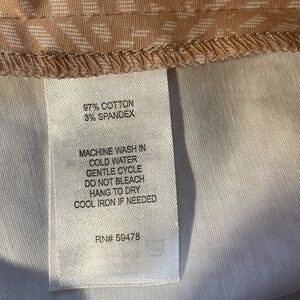 97% COTTON
3% SPANDEX
MACHINE WASH IN
COLD WATER
GENTLE CYCLE
DO NOT BLEACH
HANG TO DRY
COOL IRON IF NEEDED
RN# 59478